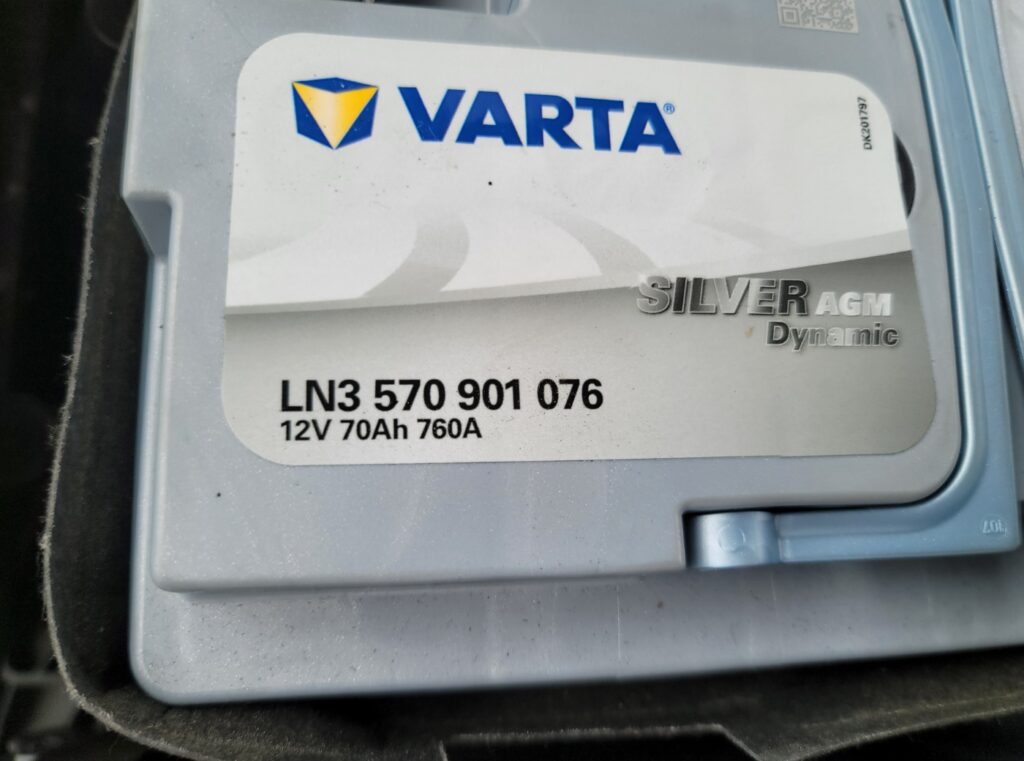 VARTA®
DK201797
SILVER AGM
Dynamic
LN3 570 901 076
12V 70Ah 760A